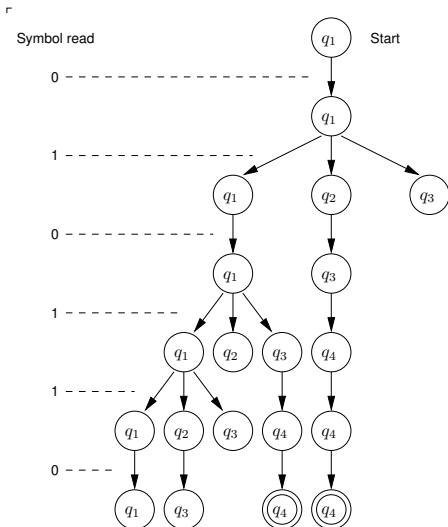 Symbol read q₁ Start
0
q₁
1
q₁ q₂ q₃
0
q₁ q₃
1
q₁ q₂ q₃ q₄
1
q₁ q₂ q₃ q₄ q₄
0
q₁ q₃ q₄ q₄